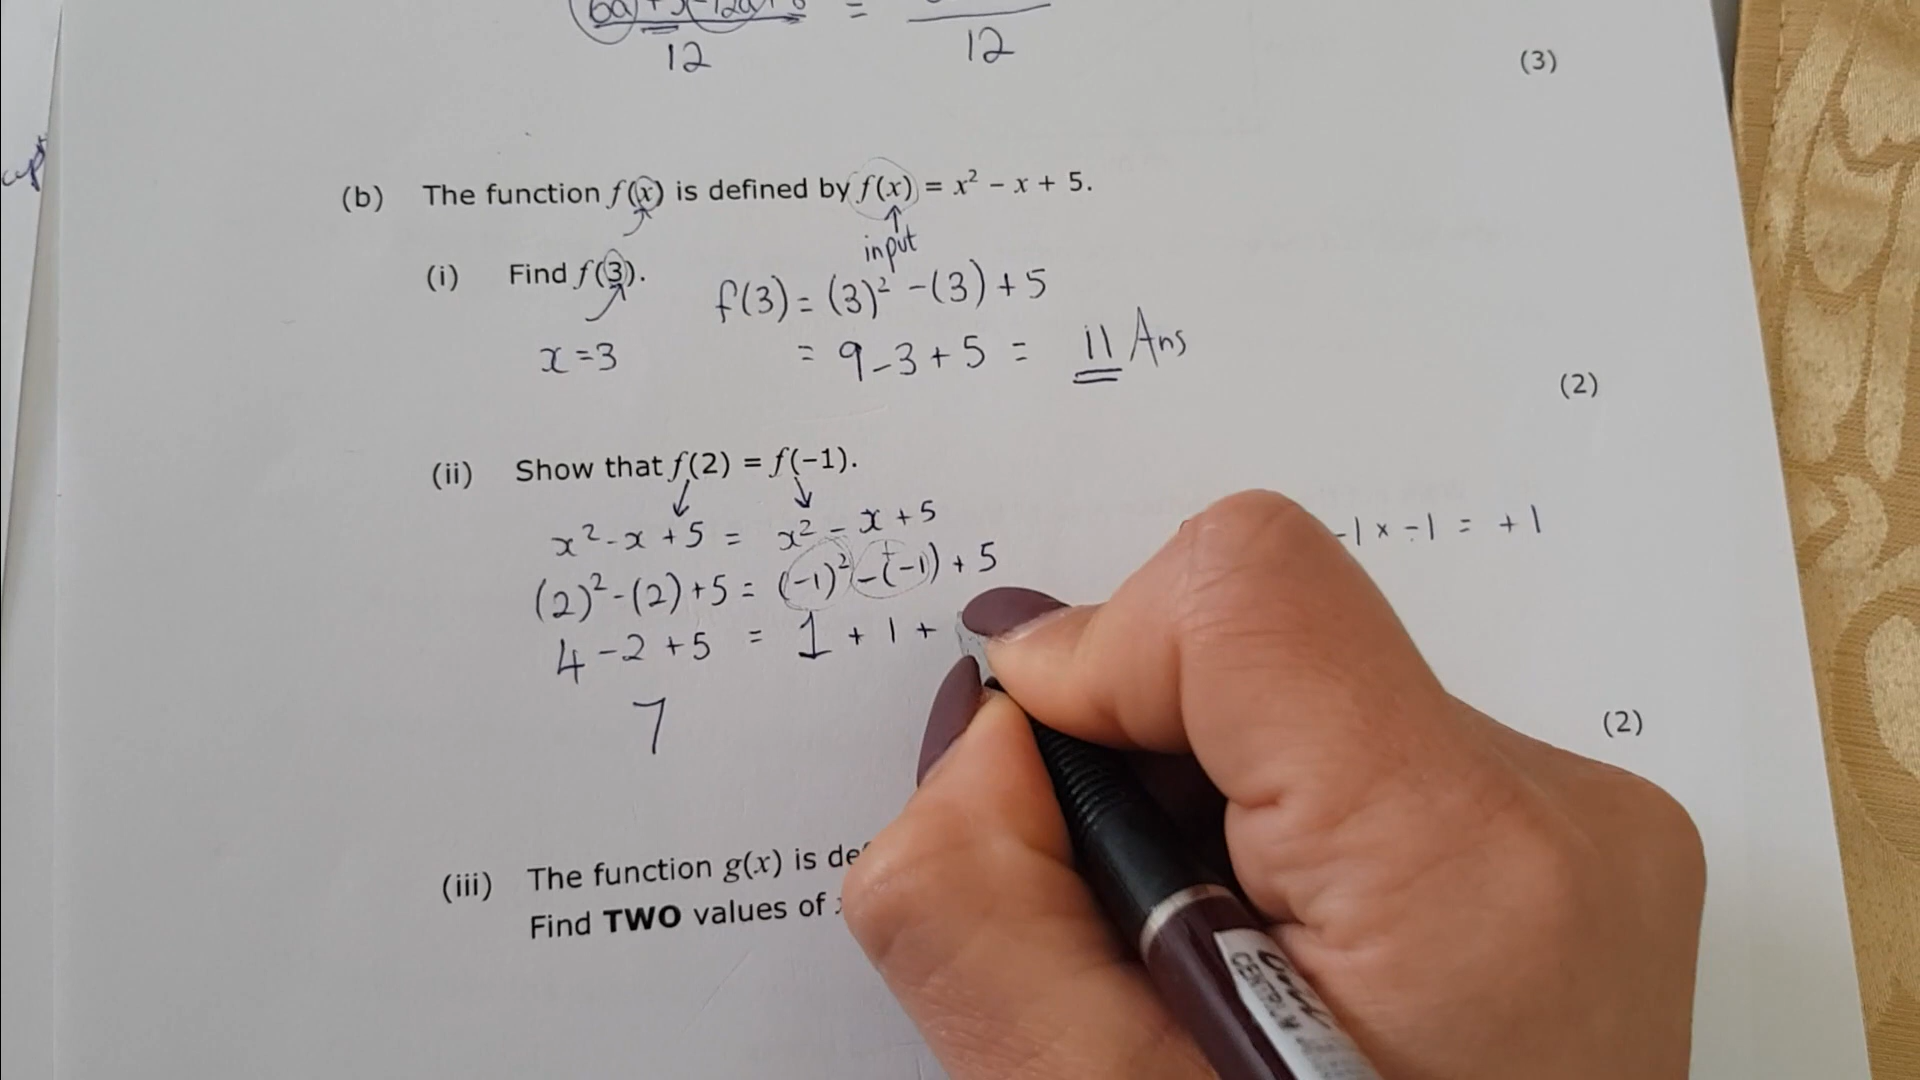 12 = 12
(3)
(b) The function f(x) is defined by f(x) = x² − x + 5.
input
(i) Find f(3). f(3) = (3)² - (3) + 5
x = 3 = 9 - 3 + 5 = 11 Ans
(2)
(ii) Show that f(2) = f(−1).
x² - x + 5 = x² - x + 5
-1 × -1 = +1
(2)² - (2) + 5 = (-1)² - (-1) + 5
4 - 2 + 5 = 1 + 1 +
7
(2)
(iii) The function g(x) is
Find TWO values of